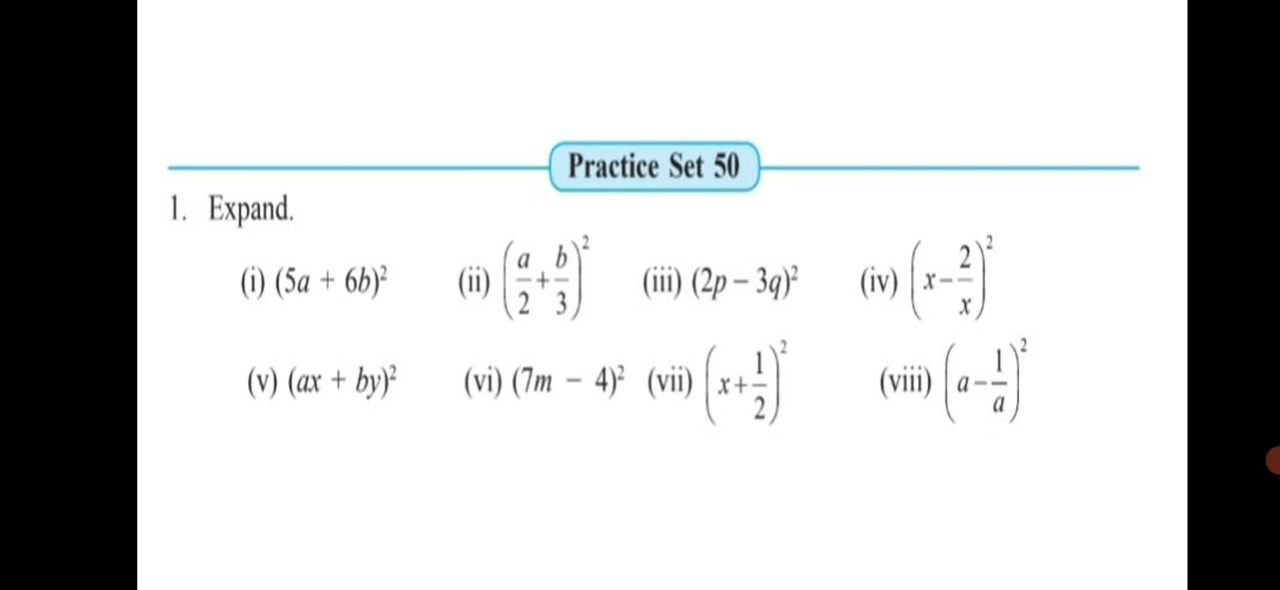 Practice Set 50
1. Expand.
(i) (5a + 6b)² (ii) (a/2 + b/3)² (iii) (2p – 3q)² (iv) (x – 2/x)²
(v) (ax + by)² (vi) (7m – 4)² (vii) (x + 1/2)² (viii) (a – 1/a)²